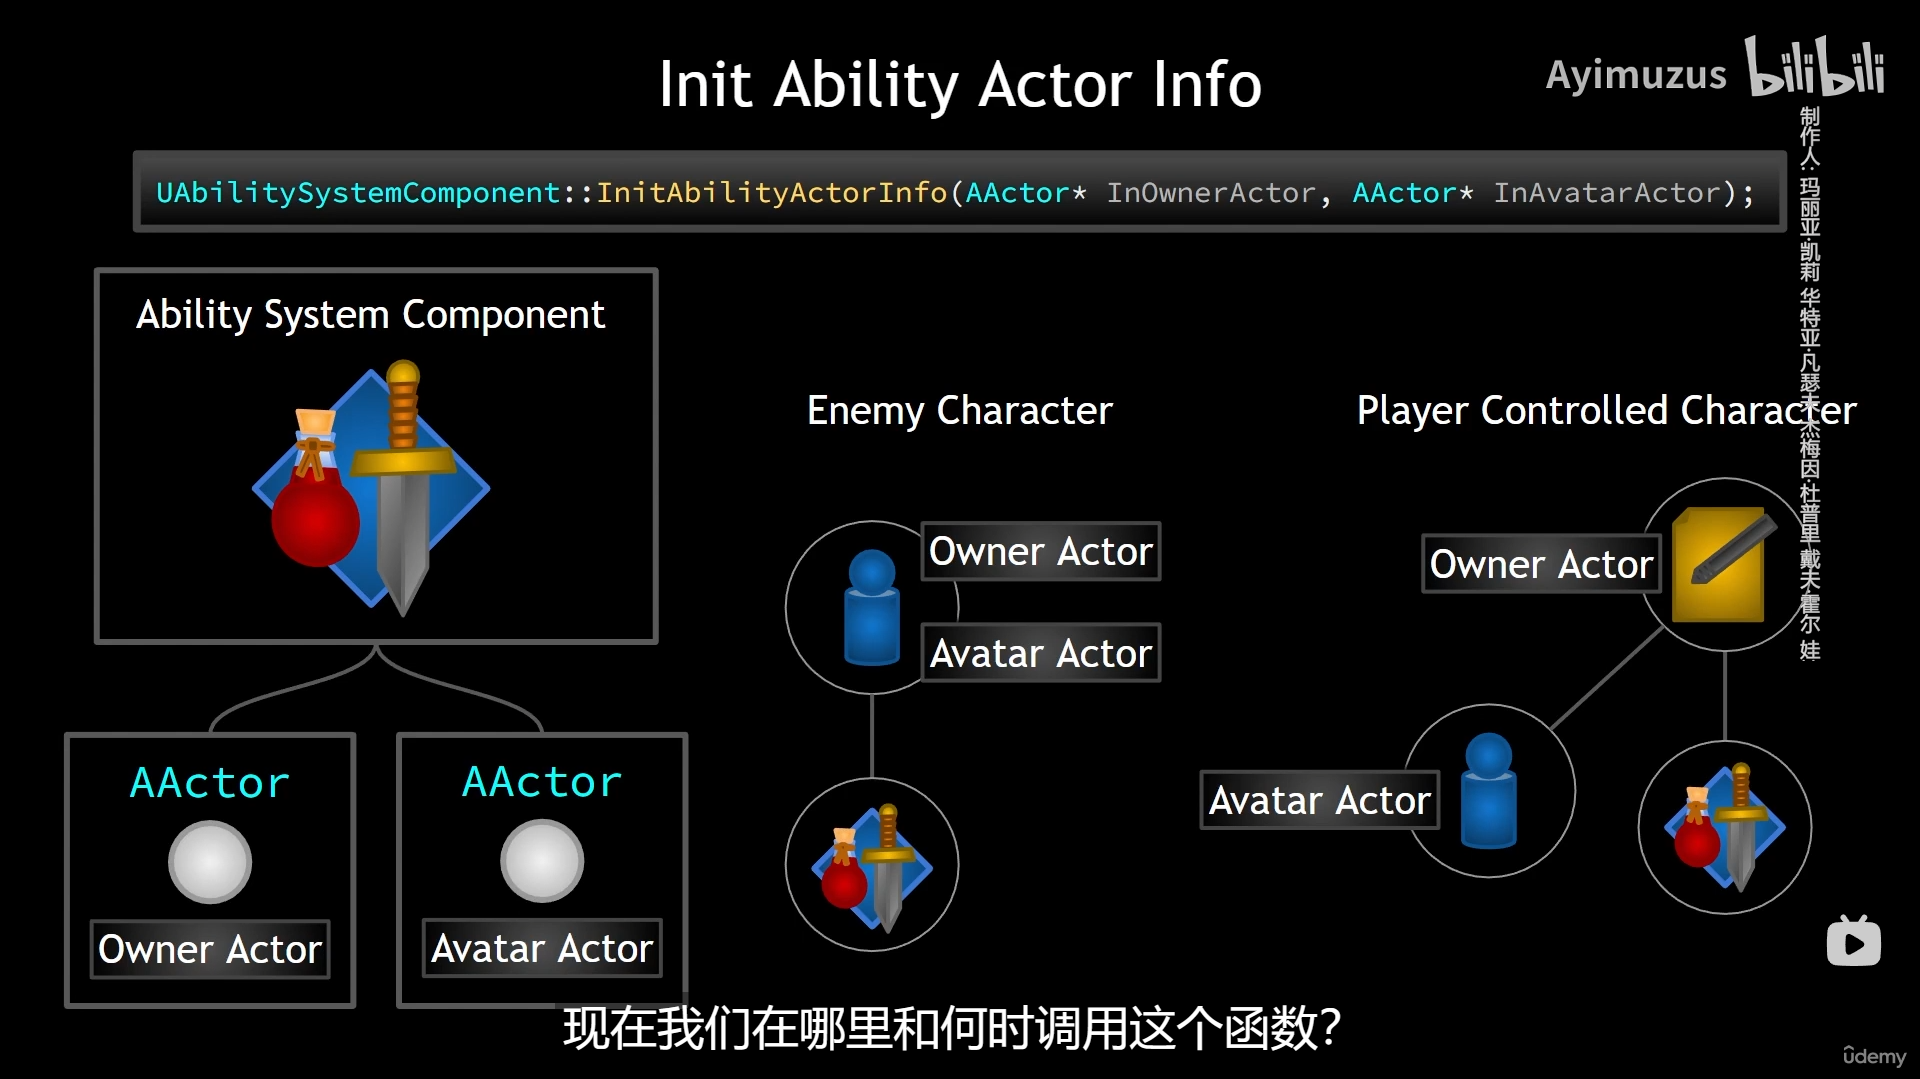 Init Ability Actor Info
Ayimuzus bilibili
UAbilitySystemComponent::InitAbilityActorInfo(AActor* InOwnerActor, AActor* InAvatarActor);
制作人:玛丽亚·凯莉 华特亚·凡瑟夫·杰梅因·杜普里 戴夫·霍尔 娃
Ability System Component
AActor
Owner Actor
AActor
Avatar Actor
Enemy Character
Owner Actor
Avatar Actor
Player Controlled Character
Owner Actor
Avatar Actor
现在我们在哪里和何时调用这个函数?
ûdemy